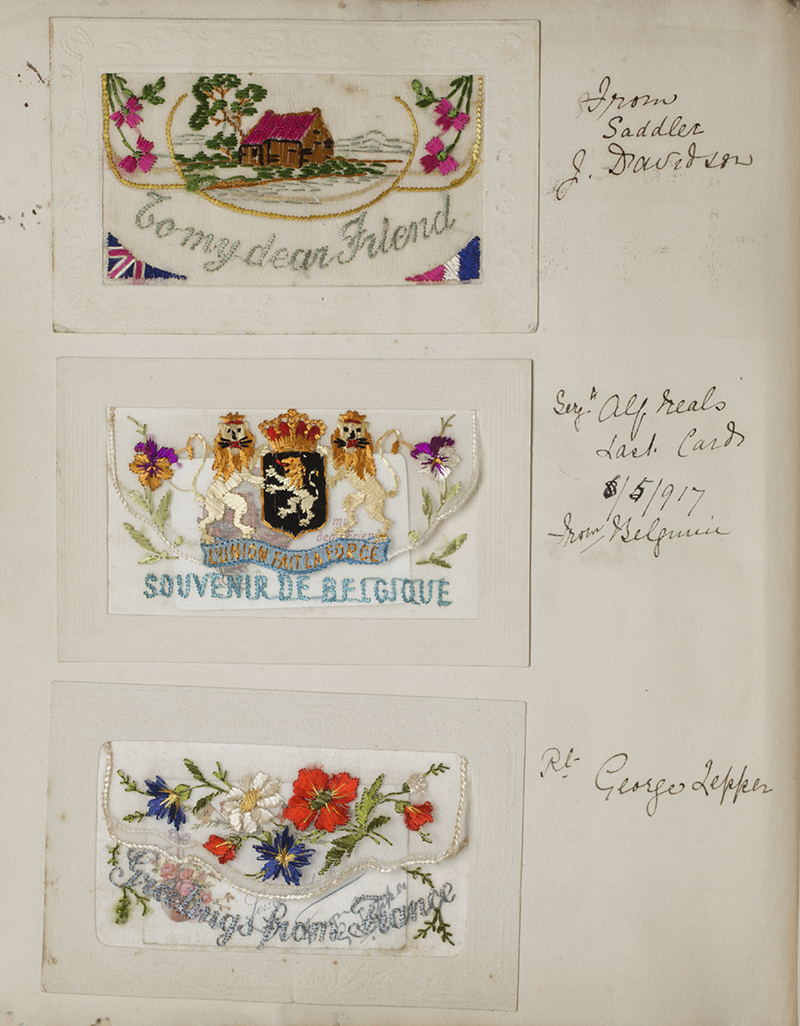 To my dear Friend
From
Saddler
J. Davidson
my
dear Friend
L'UNION FAIT LA FORCE
SOUVENIR DE BELGIQUE
Sergt Alf Neals
Last Card
8/5/917
from Belgium
Greetings from France
Pt George Lepper